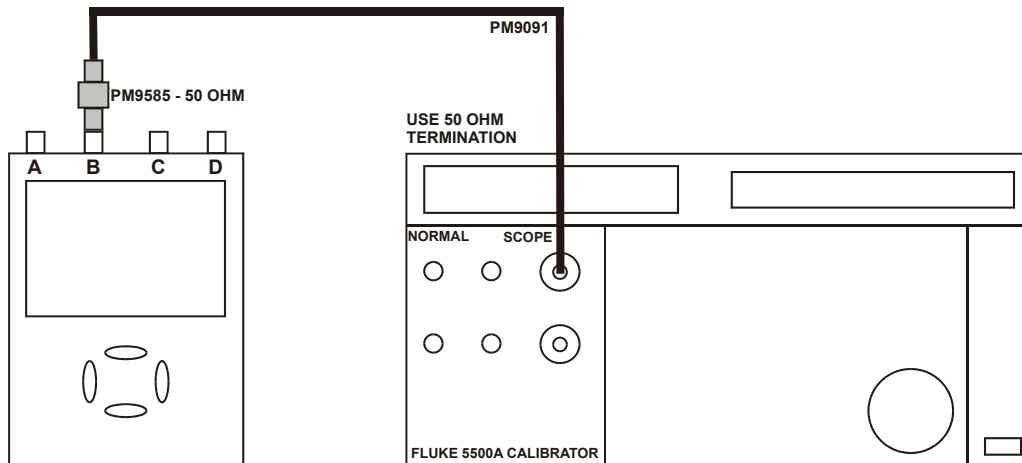 PM9091
PM9585 - 50 OHM
USE 50 OHM
TERMINATION
A B C D
NORMAL SCOPE
FLUKE 5500A CALIBRATOR